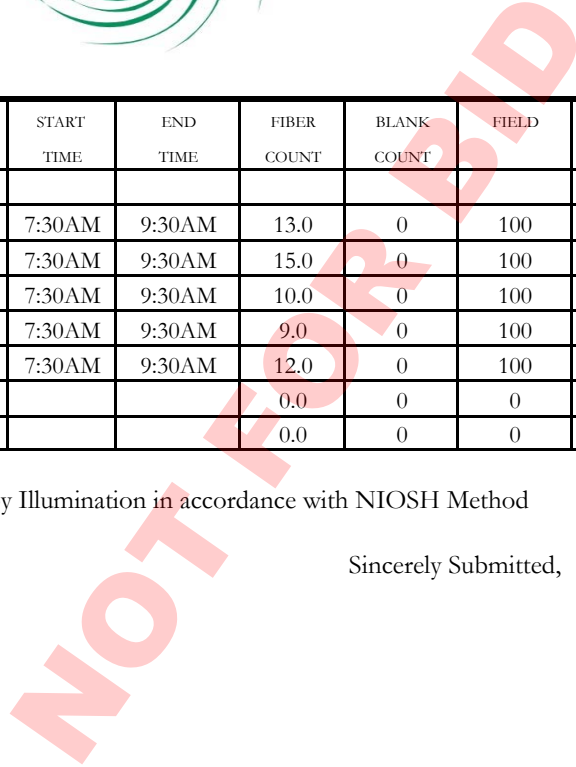 START END FIBER BLANK FIELD
TIME TIME COUNT COUNT
7:30AM 9:30AM 13.0 0 100
7:30AM 9:30AM 15.0 0 100
7:30AM 9:30AM 10.0 0 100
7:30AM 9:30AM 9.0 0 100
7:30AM 9:30AM 12.0 0 100
0.0 0 0
0.0 0 0
y Illumination in accordance with NIOSH Method
Sincerely Submitted,
NOT FOR BID